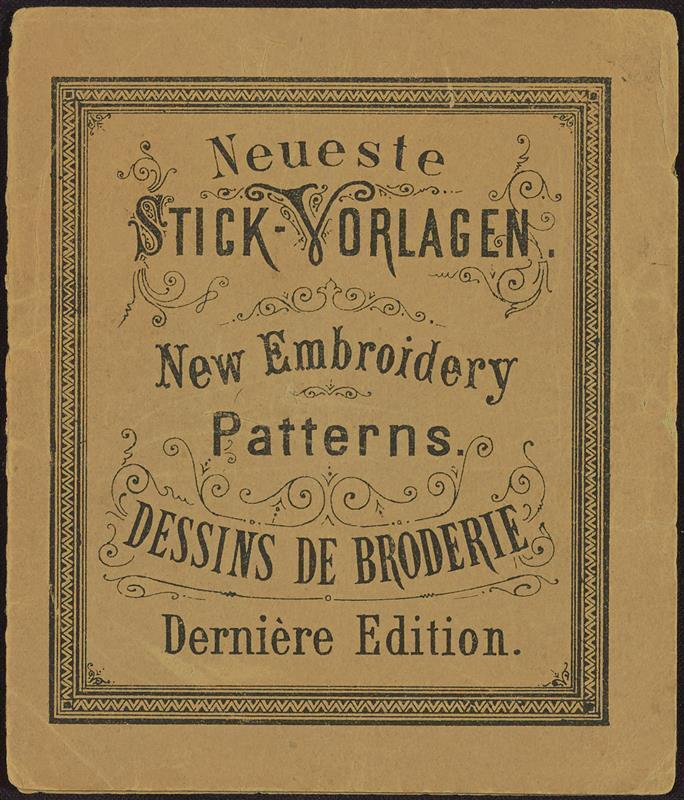 Neueste
STICK-VORLAGEN.
New Embroidery
Patterns.
DESSINS DE BRODERIE
Dernière Edition.